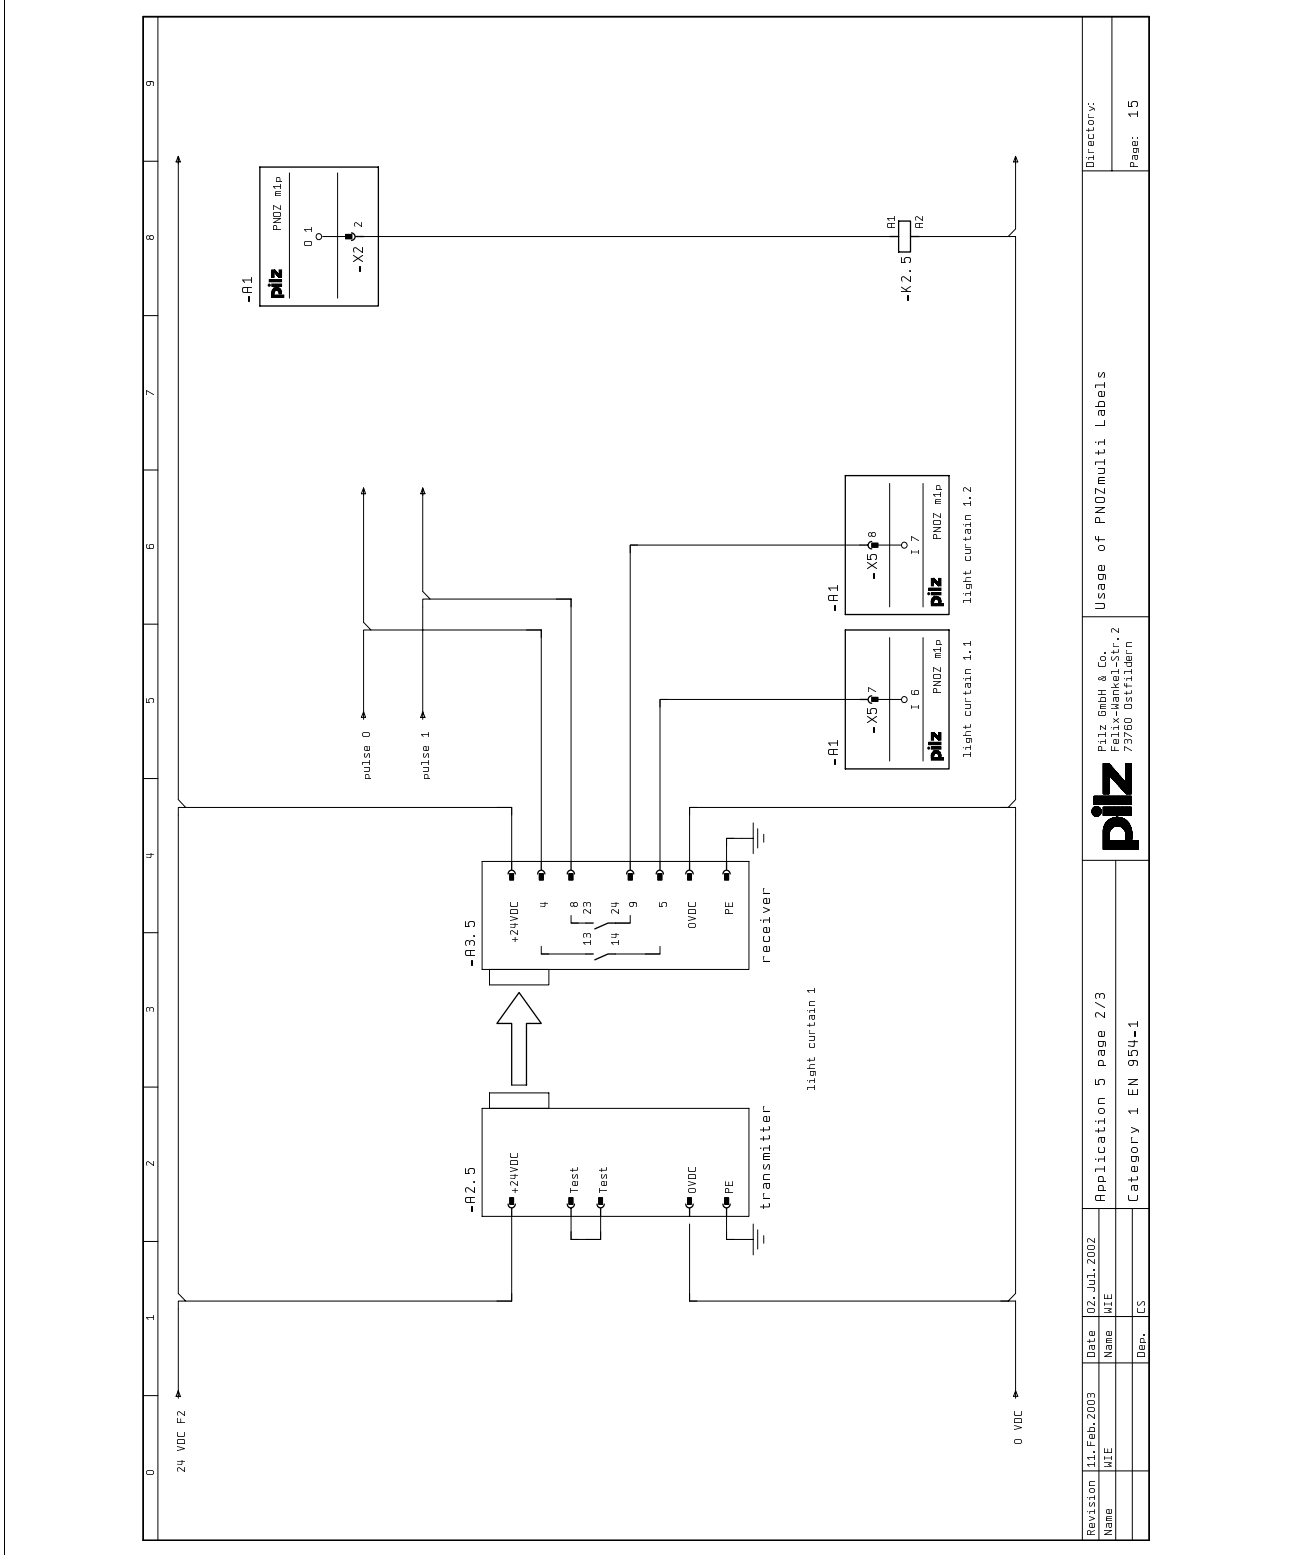 0
1
2
3
4
5
6
7
8
9
24 VDC F2
0 VDC
-A2.5
+24VDC
Test
Test
0VDC
PE
transmitter
light curtain 1
-A3.5
+24VDC
4
8
23
24
9
13
14
5
0VDC
PE
receiver
pulse 0
pulse 1
-A1
-X5
7
I 6
pilz
PNOZ m1p
light curtain 1.1
-A1
-X5
8
I 7
pilz
PNOZ m1p
light curtain 1.2
-A1
pilz
PNOZ m1p
O 1
-X2
2
-K2.5
A1
A2
Revision
11.Feb.2003
Date
02.Jul.2002
Name
WIE
Name
WIE
Dep.
CS
Application 5 page 2/3
Category 1 EN 954-1
pilz
Pilz GmbH & Co.
Felix-Wankel-Str.2
73760 Ostfildern
Usage of PNOZmulti Labels
Directory:
Page: 15